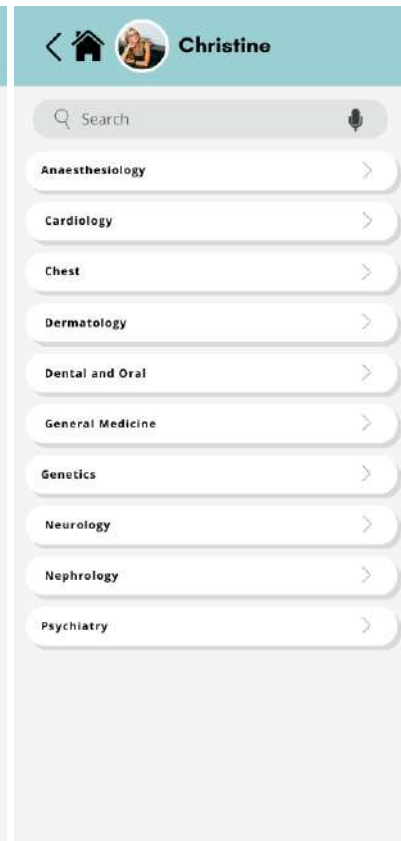 Christine
Search
Anaesthesiology
Cardiology
Chest
Dermatology
Dental and Oral
General Medicine
Genetics
Neurology
Nephrology
Psychiatry